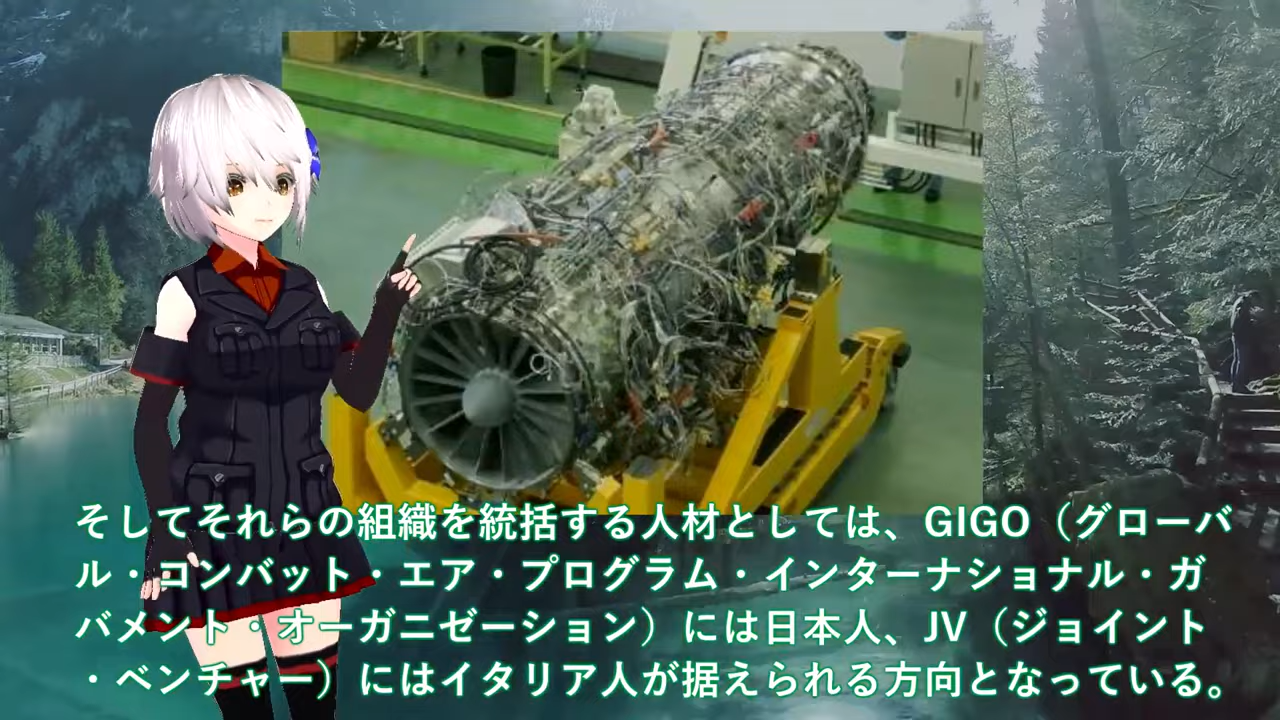 そしてそれらの組織を統括する人材としては、GIGO（グローバ
ル・コンバット・エア・プログラム・インターナショナル・ガ
バメント・オーガニゼーション）には日本人、JV（ジョイント
・ベンチャー）にはイタリア人が据えられる方向となっている。